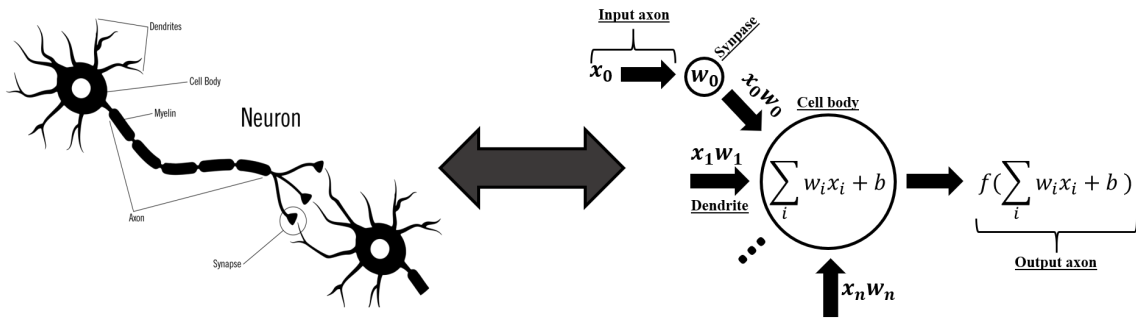 Dendrites
Cell Body
Myelin
Neuron
Axon
Synapse
Input axon
x₀
Synpase
w₀
x₀w₀
Cell body
x₁w₁
Dendrite
∑ᵢ wᵢxᵢ + b
f(∑ᵢ wᵢxᵢ + b)
Output axon
xₙwₙ